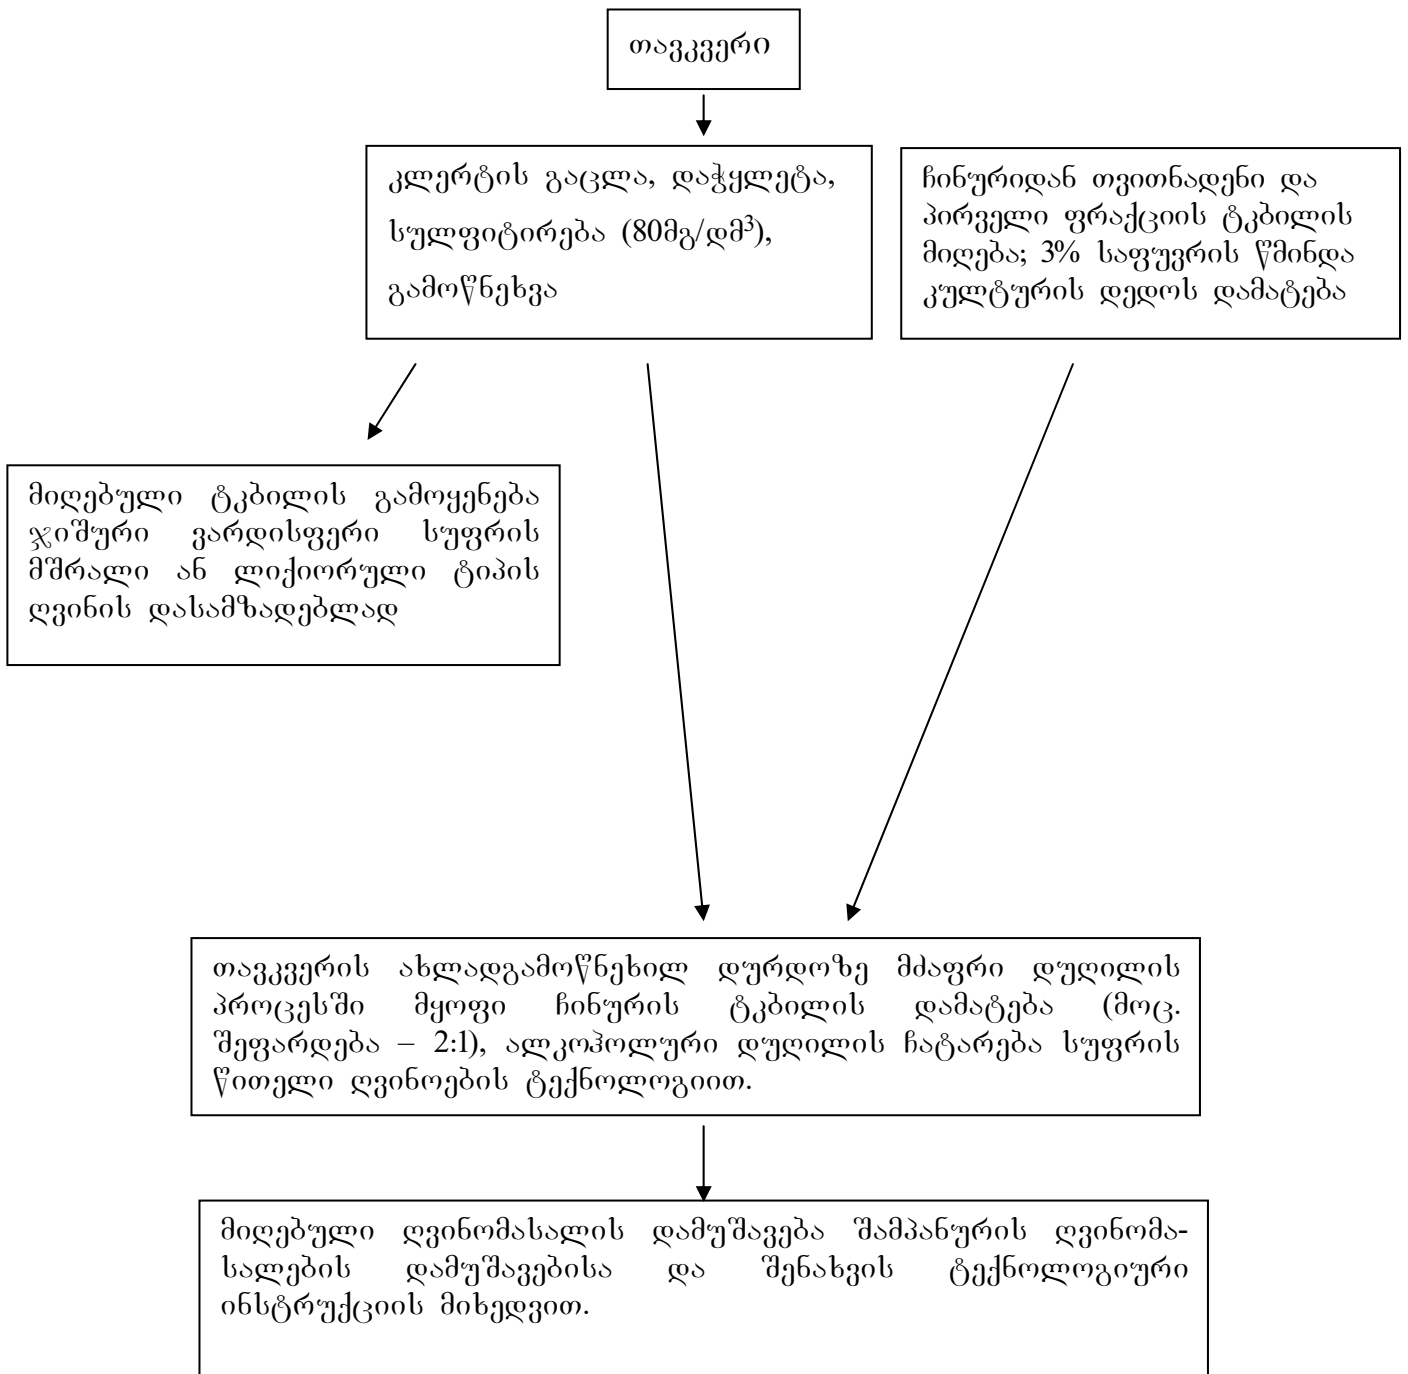 თავკვერი
კლერტის გაცლა, დაჭყლეტა,
სულფიტირება (80მგ/დმ³),
გამოწნეხვა
ჩინურიდან თვითნადენი და
პირველი ფრაქციის ტკბილის
მიღება; 3% საფუვრის წმინდა
კულტურის დედოს დამატება
მიღებული ტკბილის გამოყენება
ჯიშური ვარდისფერი სუფრის
მშრალი ან ლიქიორული ტიპის
ღვინის დასამზადებლად
თავკვერის ახლადგამოწნეხილ დურდოზე მძაფრი დუღილის
პროცესში მყოფი ჩინურის ტკბილის დამატება (მოც.
შეფარდება – 2:1), ალკოჰოლური დუღილის ჩატარება სუფრის
წითელი ღვინოების ტექნოლოგიით.
მიღებული ღვინომასალის დამუშავება შამპანურის ღვინომა-
სალების დამუშავებისა და შენახვის ტექნოლოგიური
ინსტრუქციის მიხედვით.